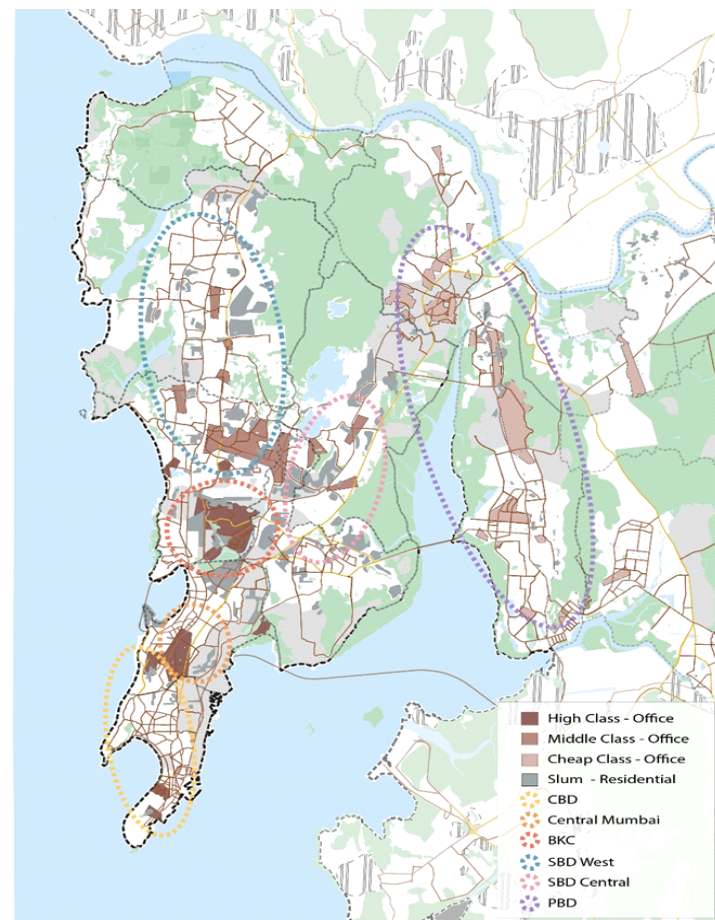 High Class - Office
Middle Class - Office
Cheap Class - Office
Slum - Residential
CBD
Central Mumbai
BKC
SBD West
SBD Central
PBD